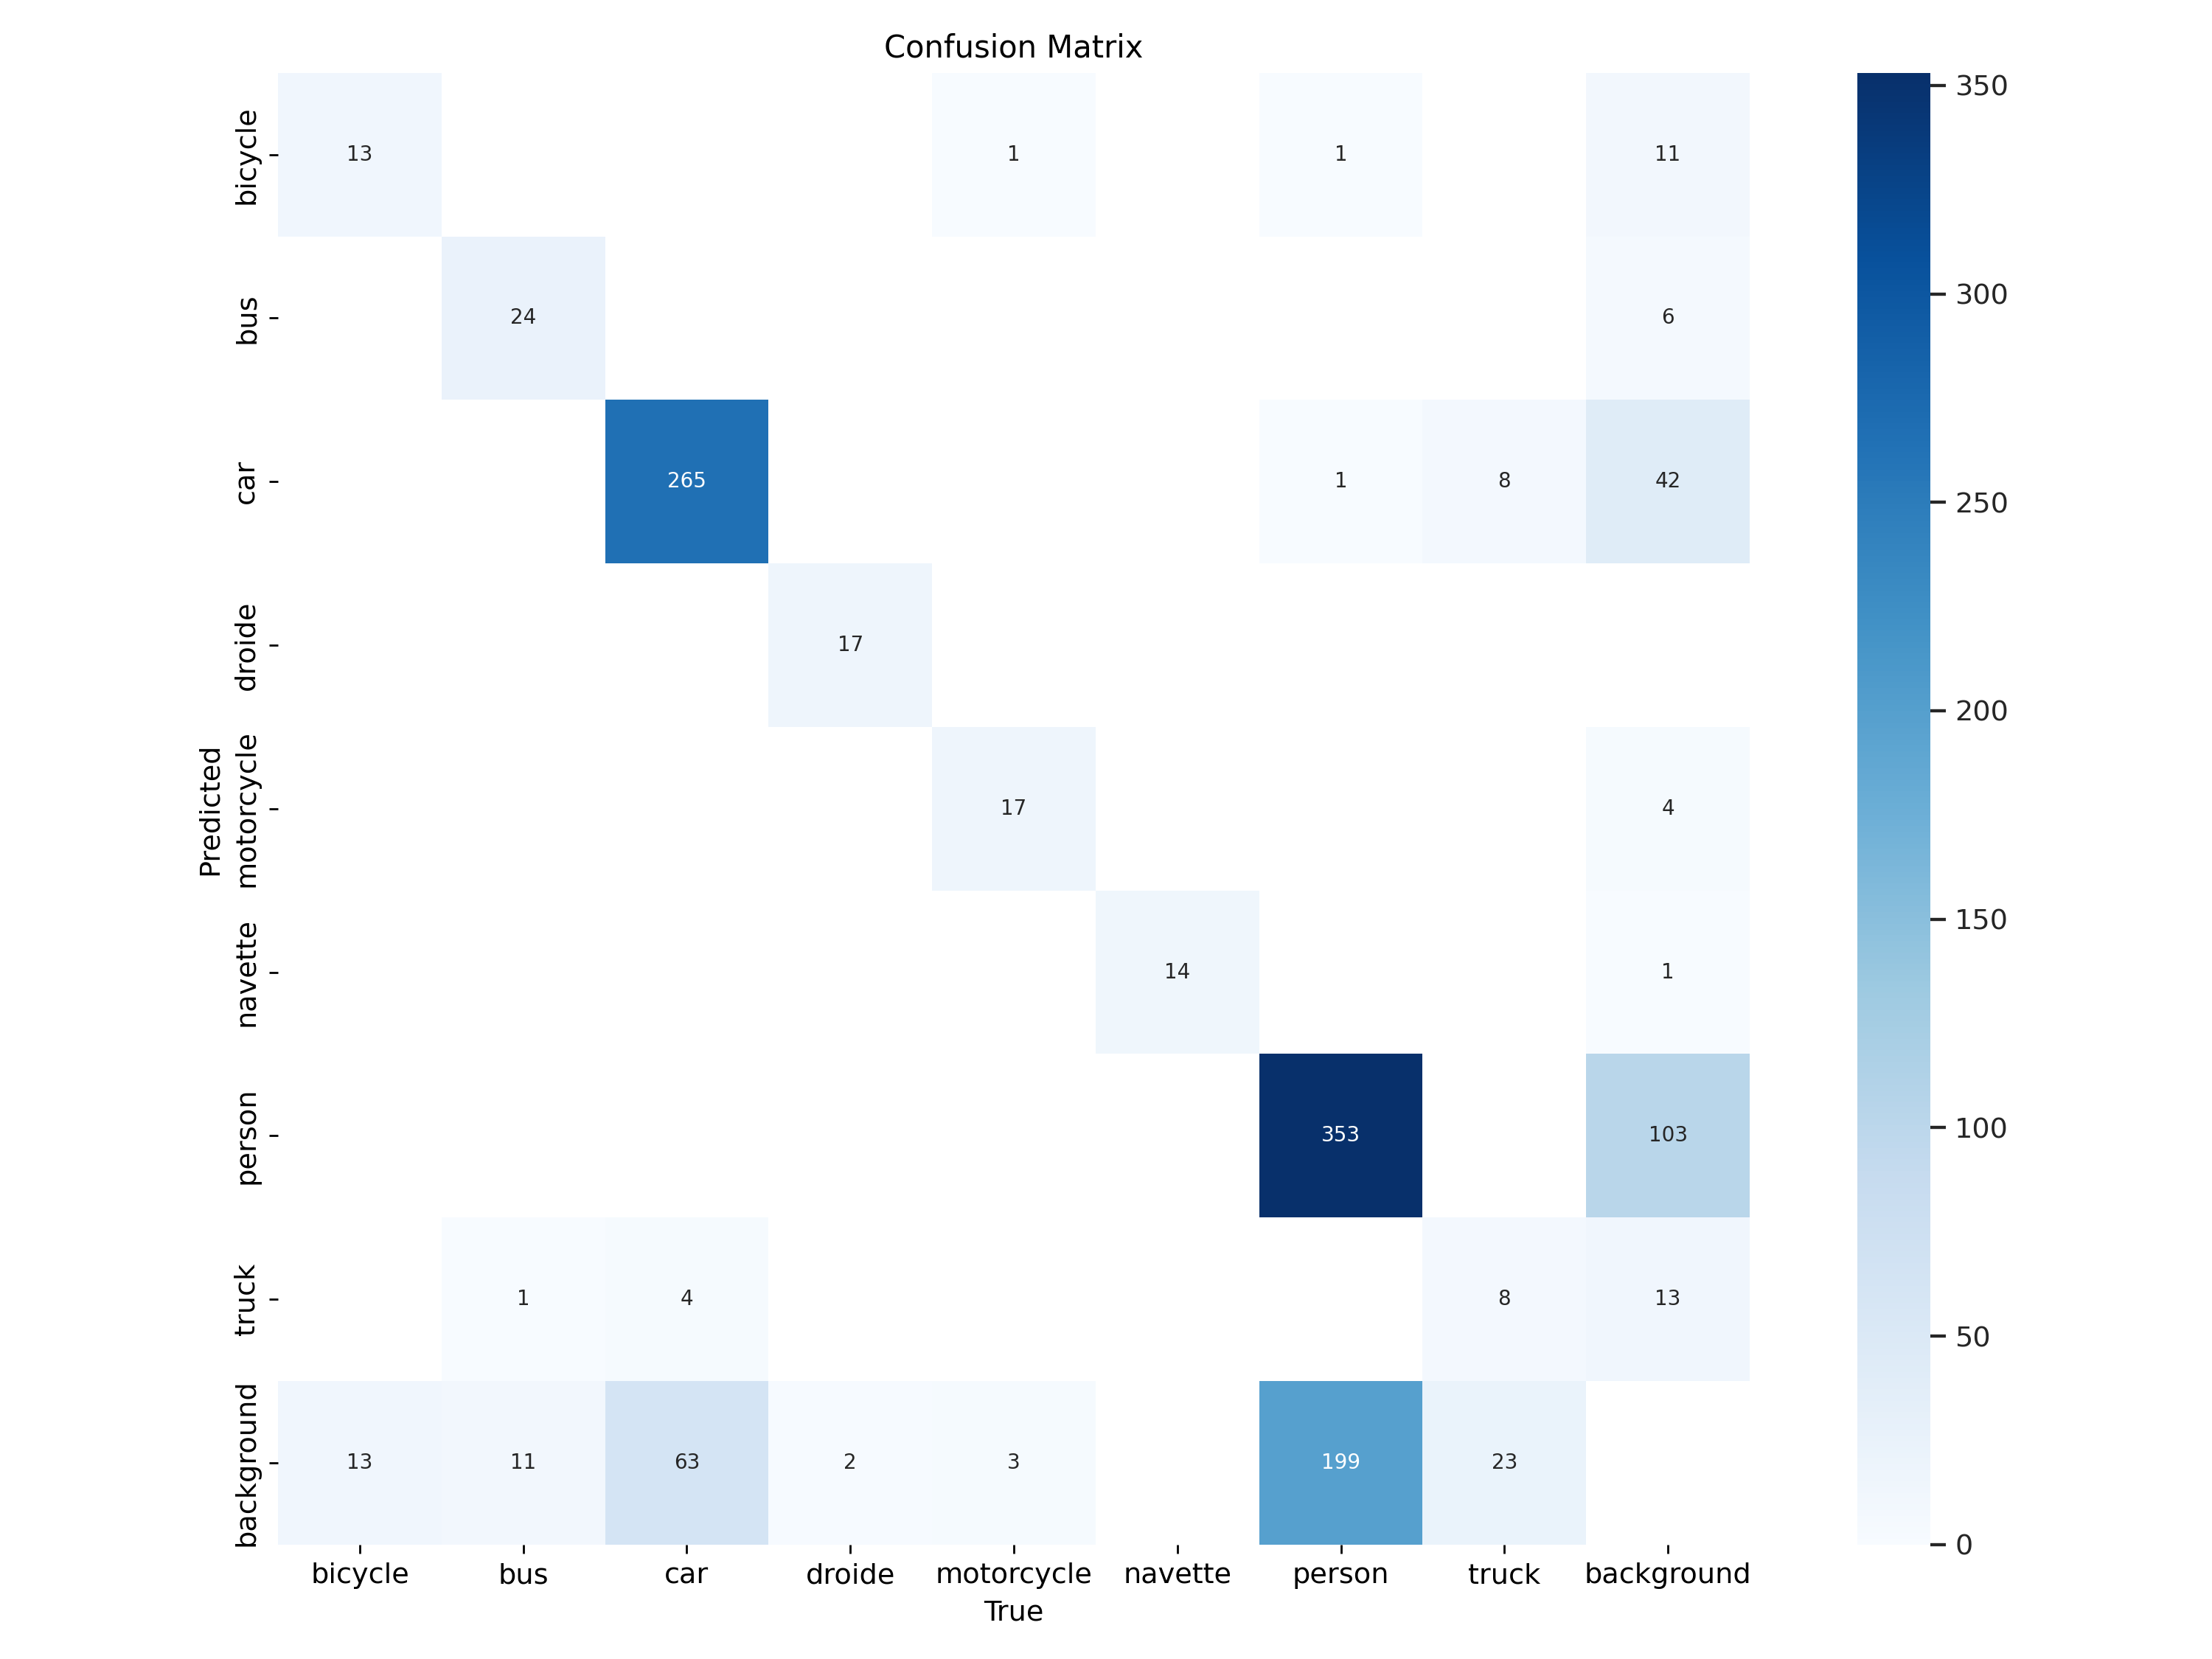 Confusion Matrix
bicycle 13 1 1 11
bus 24 6
car 265 1 8 42
droide 17
motorcycle 17 4
navette 14 1
person 353 103
truck 1 4 8 13
background 13 11 63 2 3 199 23
Predicted
bicycle bus car droide motorcycle navette person truck background
True
350
300
250
200
150
100
50
0